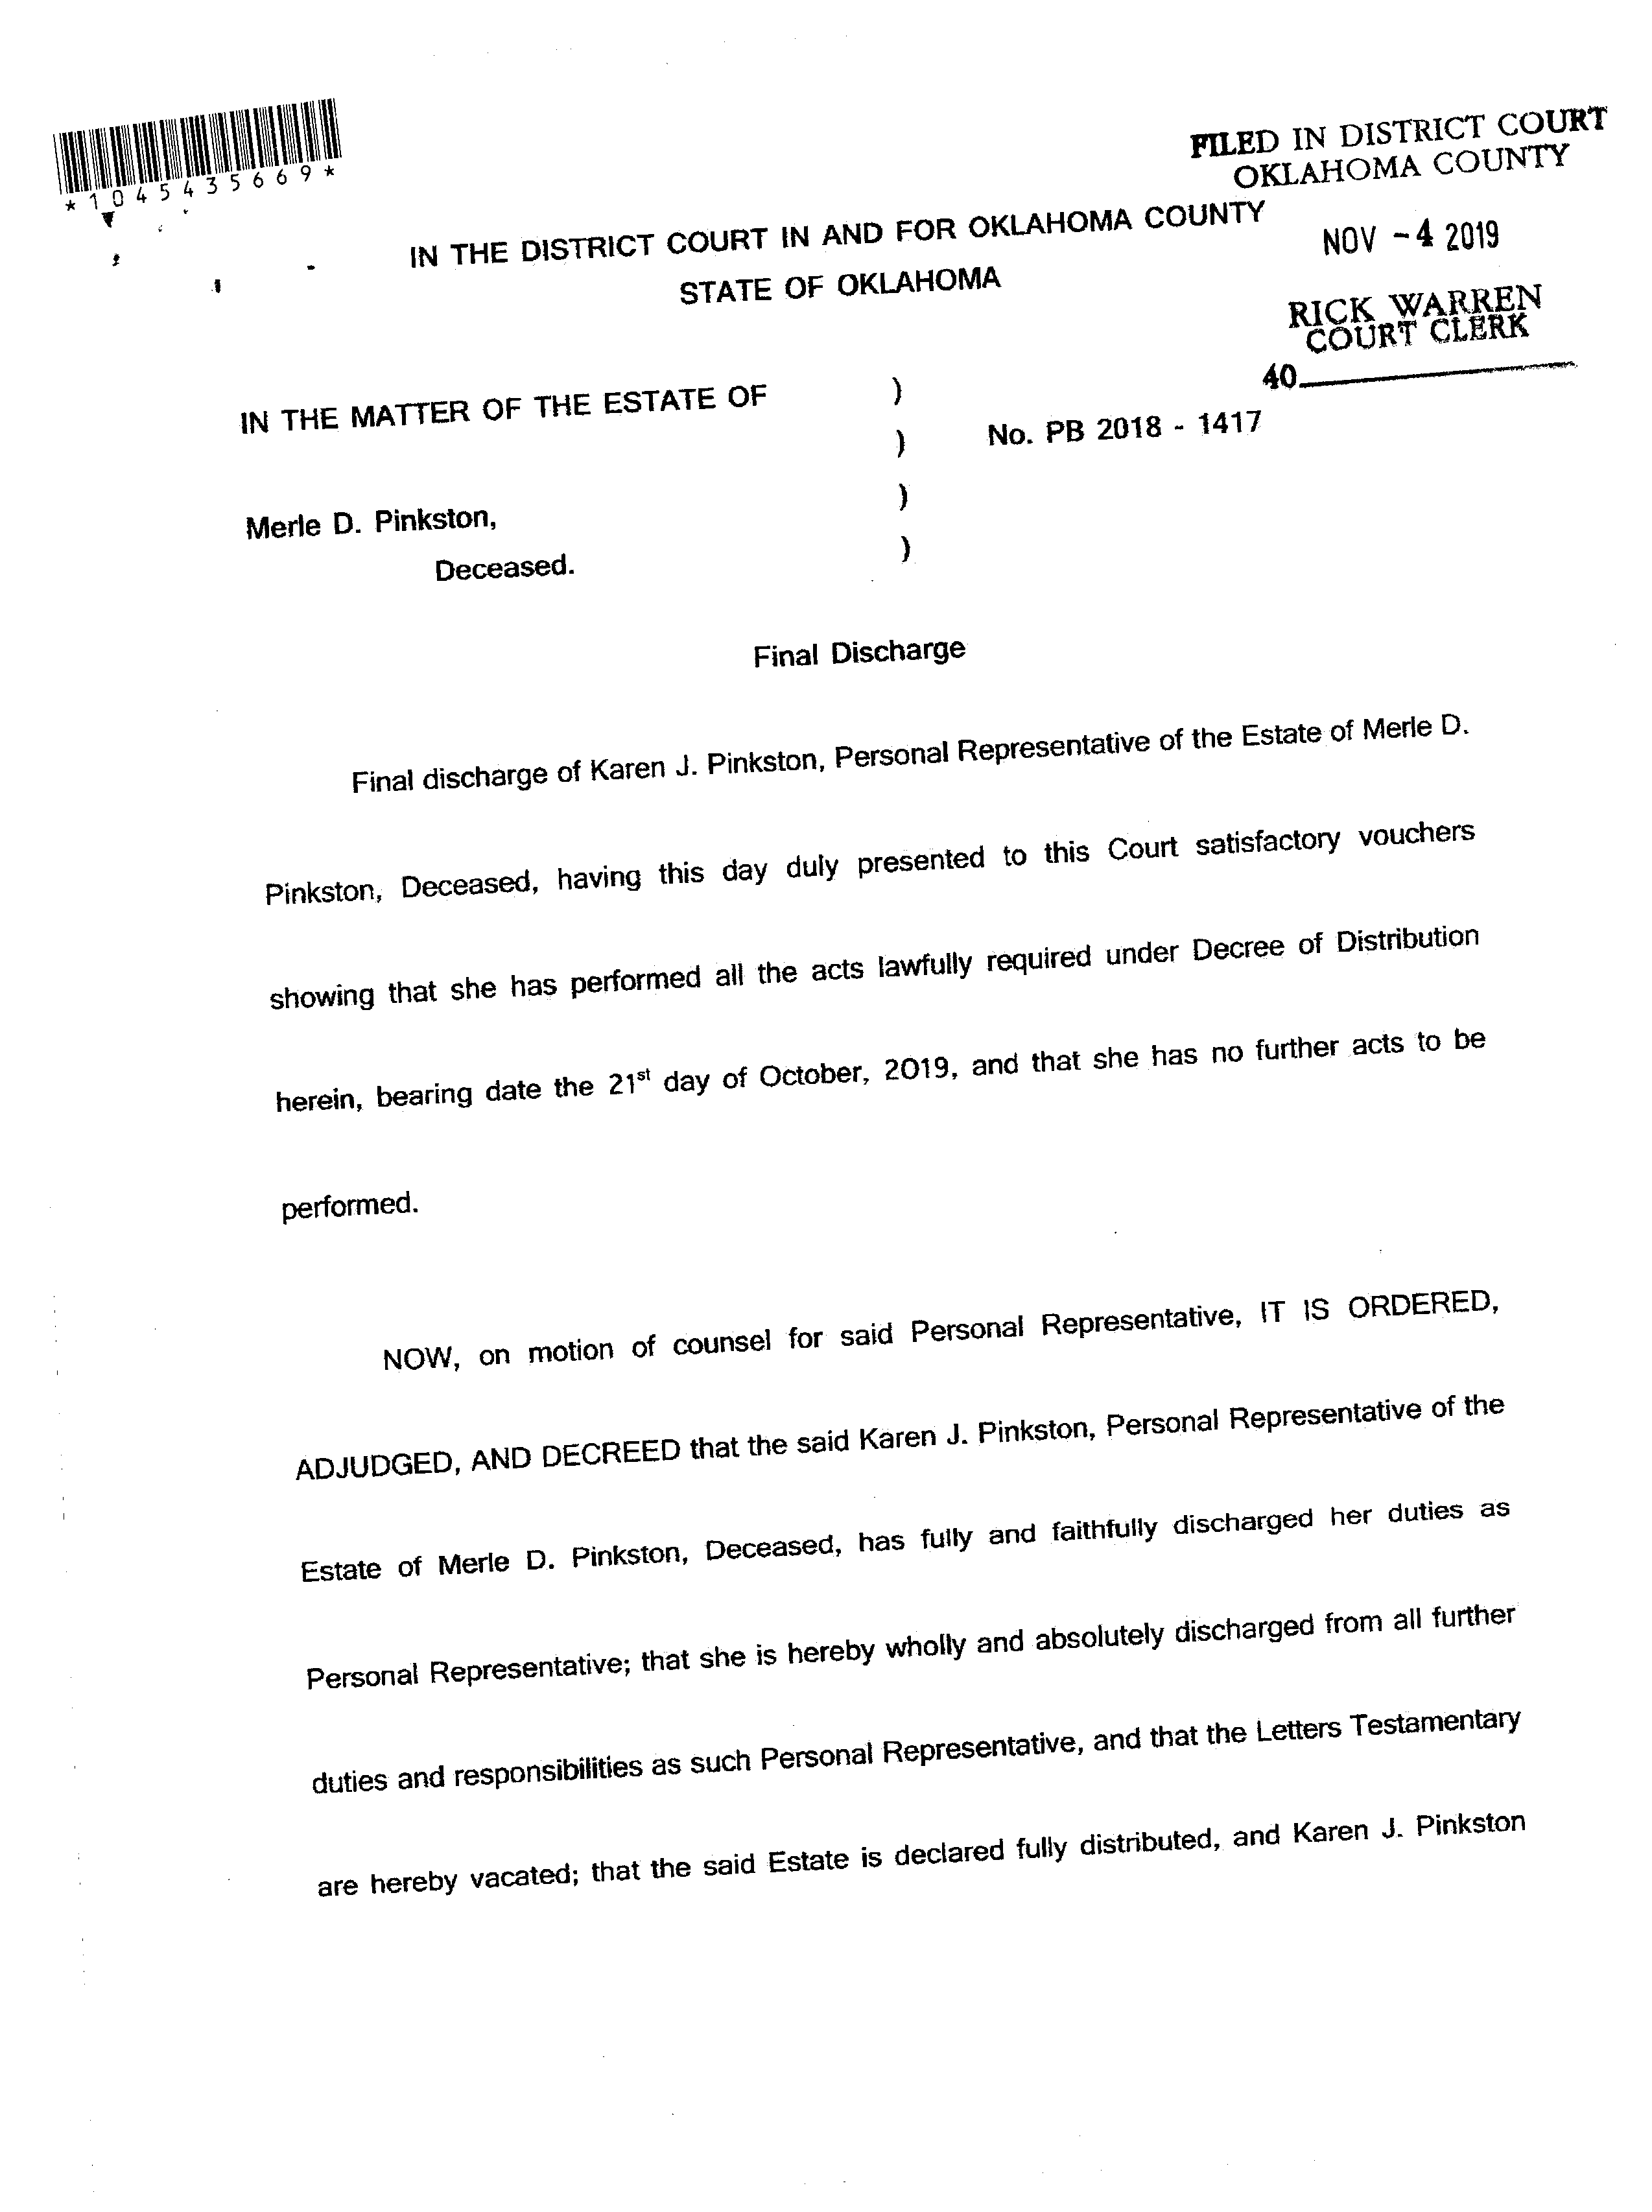 *1045435669*
FILED IN DISTRICT COURT
OKLAHOMA COUNTY
NOV -4 2019
RICK WARREN
COURT CLERK
40
IN THE DISTRICT COURT IN AND FOR OKLAHOMA COUNTY
STATE OF OKLAHOMA
IN THE MATTER OF THE ESTATE OF )
) No. PB 2018 - 1417
)
Merle D. Pinkston,
Deceased. )
Final Discharge
Final discharge of Karen J. Pinkston, Personal Representative of the Estate of Merle D.
Pinkston, Deceased, having this day duly presented to this Court satisfactory vouchers
showing that she has performed all the acts lawfully required under Decree of Distribution
herein, bearing date the 21st day of October, 2019, and that she has no further acts to be
performed.
NOW, on motion of counsel for said Personal Representative, IT IS ORDERED,
ADJUDGED, AND DECREED that the said Karen J. Pinkston, Personal Representative of the
Estate of Merle D. Pinkston, Deceased, has fully and faithfully discharged her duties as
Personal Representative; that she is hereby wholly and absolutely discharged from all further
duties and responsibilities as such Personal Representative, and that the Letters Testamentary
are hereby vacated; that the said Estate is declared fully distributed, and Karen J. Pinkston